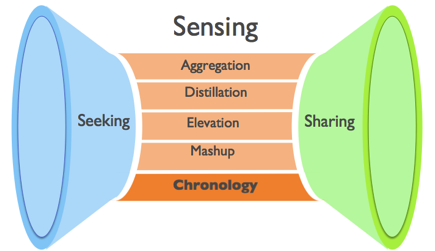 Sensing
Aggregation
Distillation
Seeking
Elevation
Sharing
Mashup
Chronology